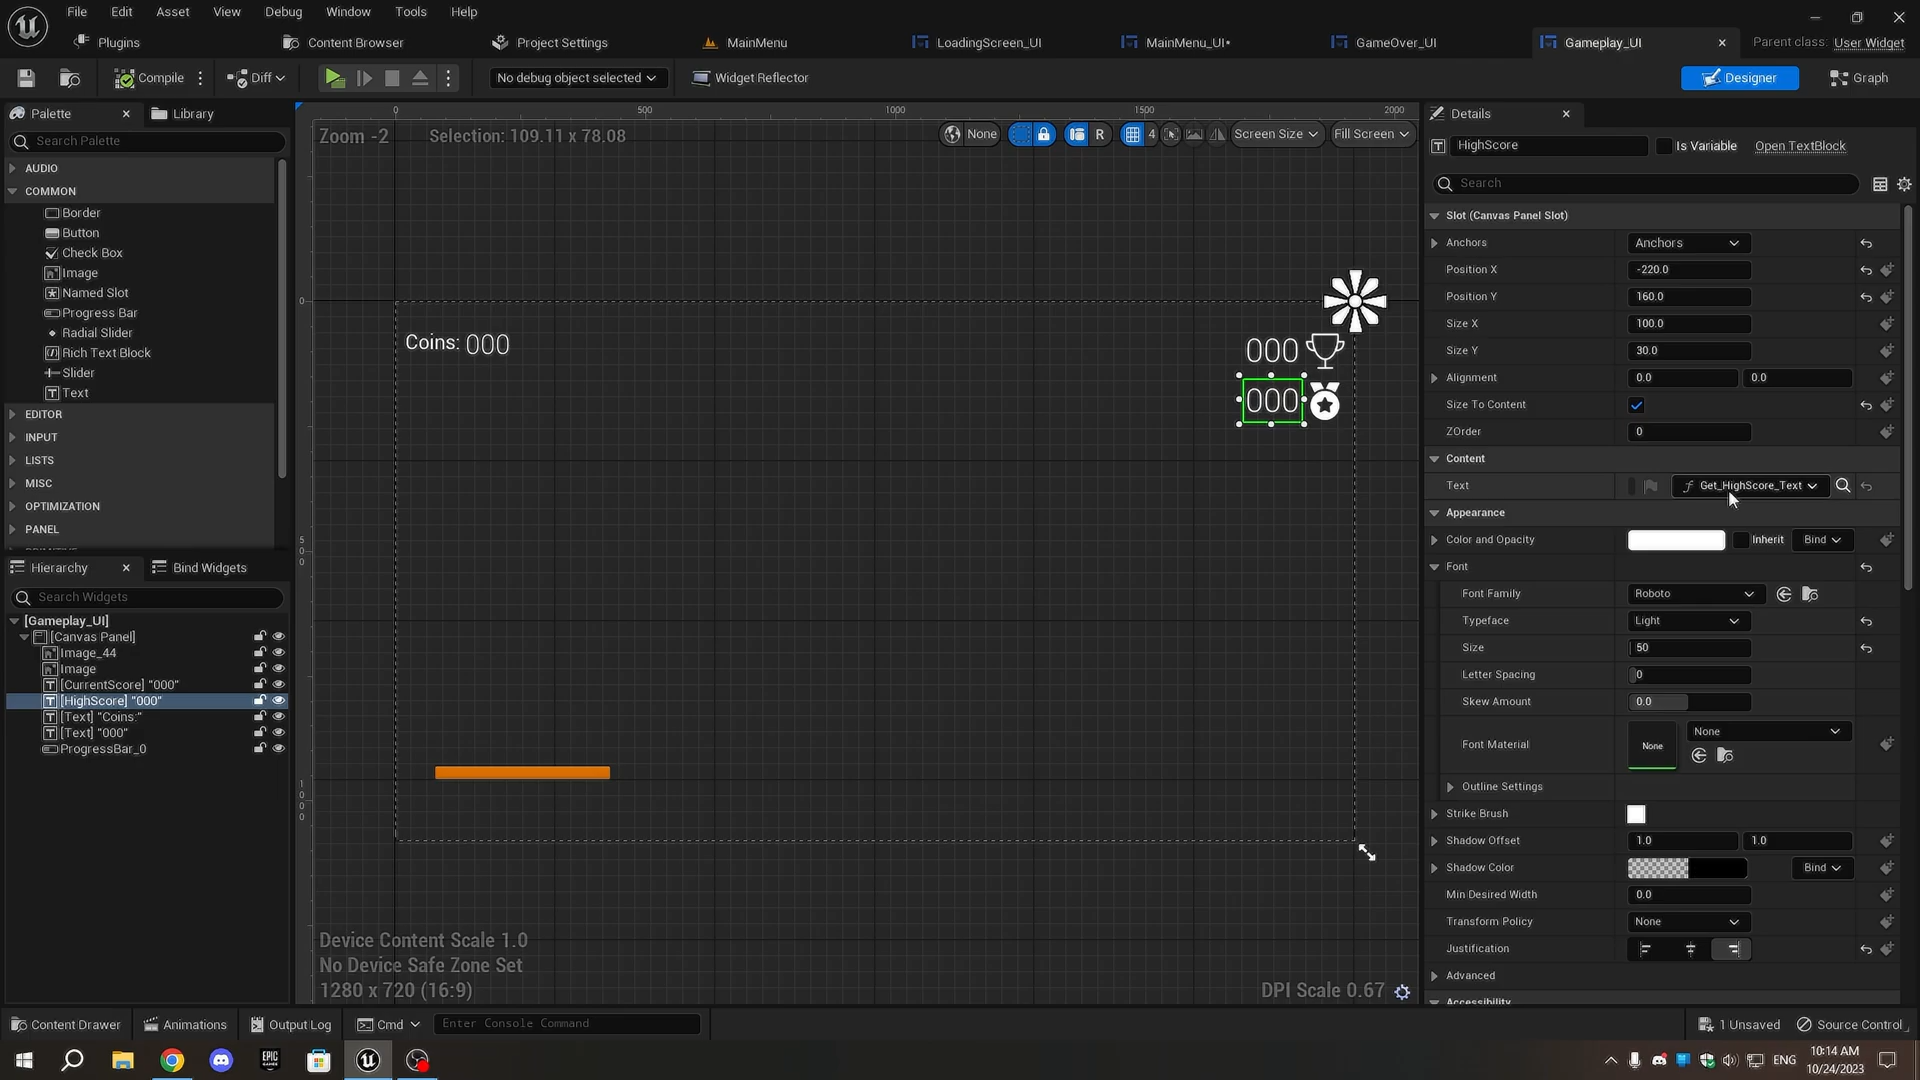 File Edit Asset View Debug Window Tools Help
Plugins Content Browser Project Settings MainMenu LoadingScreen_UI MainMenu_UI• GameOver_UI Gameplay_UI Parent class: User Widget
Compile Diff No debug object selected Widget Reflector Designer Graph
Palette Library
Search Palette
AUDIO
COMMON
Border
Button
Check Box
Image
Named Slot
Progress Bar
Radial Slider
Rich Text Block
Slider
Text
EDITOR
INPUT
LISTS
MISC
OPTIMIZATION
PANEL
Hierarchy Bind Widgets
Search Widgets
[Gameplay_UI]
[Canvas Panel]
Image_44
Image
[CurrentScore] "000"
[HighScore] "000"
[Text] "Coins:"
[Text] "000"
ProgressBar_0
0 500 1000 1500 2000
Zoom -2 Selection: 109.11 x 78.08 None R 4 Screen Size Fill Screen
0
500
1000
Coins: 000
000
000
Device Content Scale 1.0
No Device Safe Zone Set
1280 x 720 (16:9)
DPI Scale 0.67
Details
HighScore Is Variable Open TextBlock
Search
Slot (Canvas Panel Slot)
Anchors Anchors
Position X -220.0
Position Y 160.0
Size X 100.0
Size Y 30.0
Alignment 0.0 0.0
Size To Content
ZOrder 0
Content
Text Get_HighScore_Text
Appearance
Color and Opacity Inherit Bind
Font
Font Family Roboto
Typeface Light
Size 50
Letter Spacing 0
Skew Amount 0.0
Font Material None None
Outline Settings
Strike Brush
Shadow Offset 1.0 1.0
Shadow Color Bind
Min Desired Width 0.0
Transform Policy None
Justification
Advanced
Accessibility
Content Drawer Animations Output Log Cmd Enter Console Command 1 Unsaved Source Control
EPIC GAMES
ENG
10:14 AM
10/24/2023